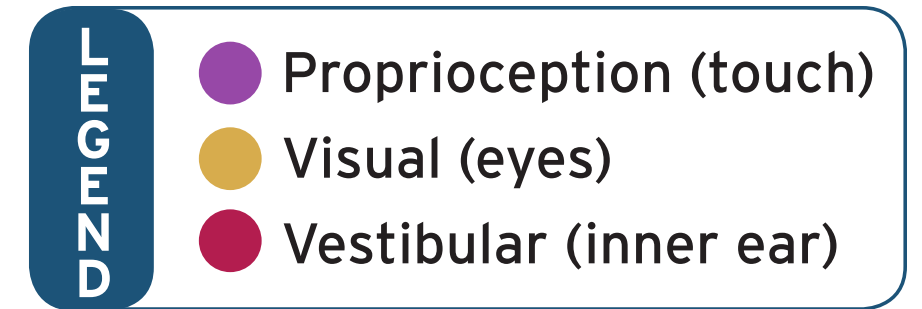 LEGEND
Proprioception (touch)
Visual (eyes)
Vestibular (inner ear)